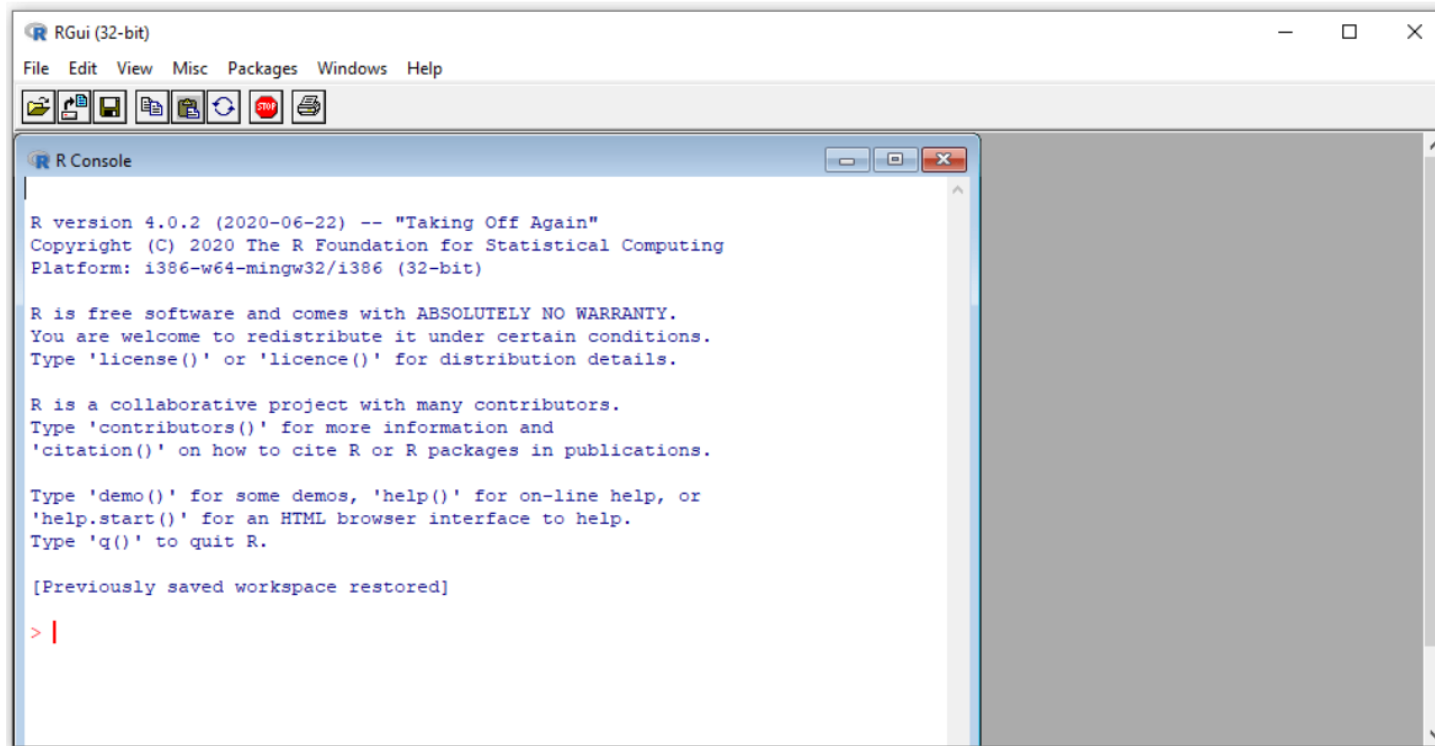 RGui (32-bit)
File Edit View Misc Packages Windows Help
STOP
R Console
R version 4.0.2 (2020-06-22) -- "Taking Off Again"
Copyright (C) 2020 The R Foundation for Statistical Computing
Platform: i386-w64-mingw32/i386 (32-bit)
R is free software and comes with ABSOLUTELY NO WARRANTY.
You are welcome to redistribute it under certain conditions.
Type 'license()' or 'licence()' for distribution details.
R is a collaborative project with many contributors.
Type 'contributors()' for more information and
'citation()' on how to cite R or R packages in publications.
Type 'demo()' for some demos, 'help()' for on-line help, or
'help.start()' for an HTML browser interface to help.
Type 'q()' to quit R.
[Previously saved workspace restored]
>